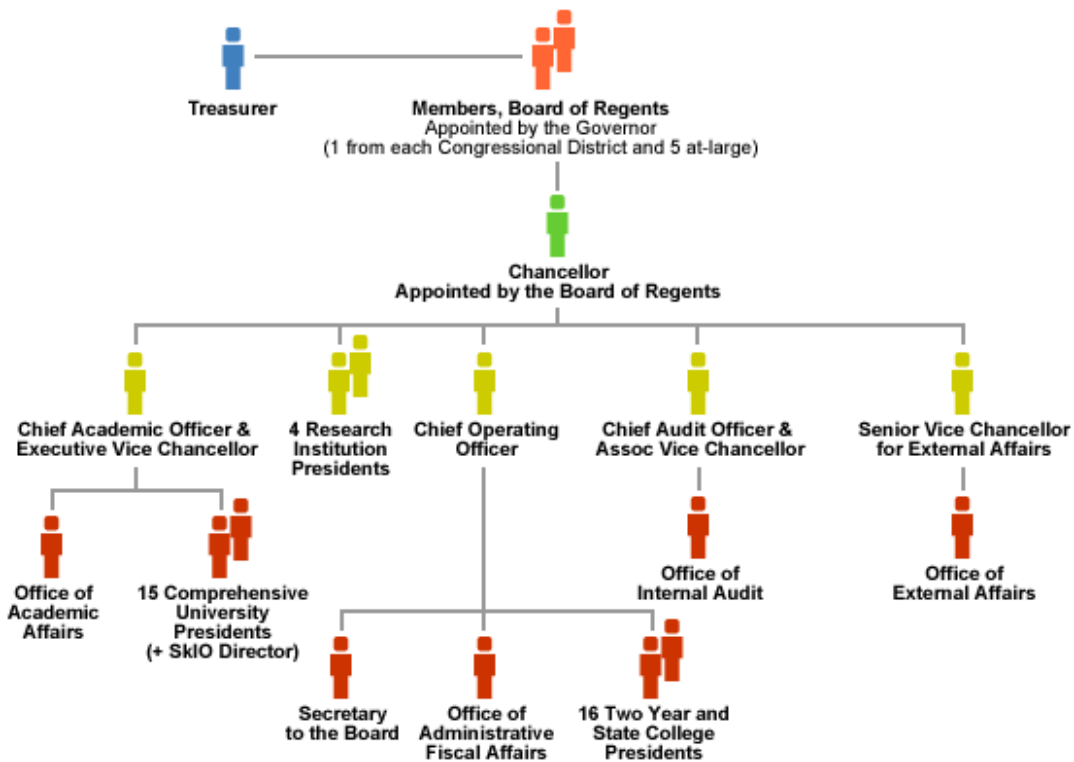 Treasurer
Members, Board of Regents
Appointed by the Governor
(1 from each Congressional District and 5 at-large)
Chancellor
Appointed by the Board of Regents
Chief Academic Officer &
Executive Vice Chancellor
4 Research
Institution
Presidents
Chief Operating
Officer
Chief Audit Officer &
Assoc Vice Chancellor
Senior Vice Chancellor
for External Affairs
Office of
Academic
Affairs
15 Comprehensive
University
Presidents
(+ SkIO Director)
Office of
Internal Audit
Office of
External Affairs
Secretary
to the Board
Office of
Administrative
Fiscal Affairs
16 Two Year and
State College
Presidents